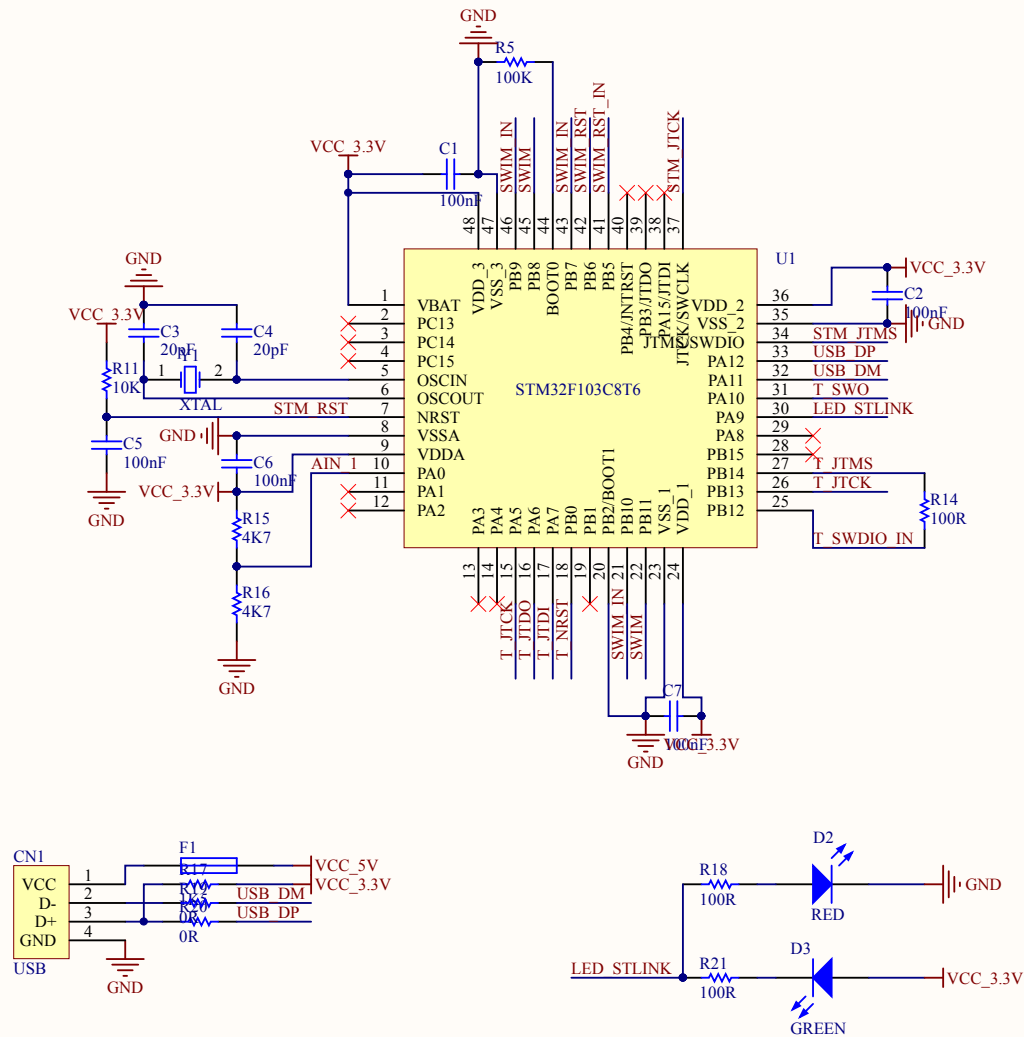 GND
R5
100K
VCC_3.3V
C1
100nF
SWIM_IN
SWIM
SWIM_IN
SWIM_RST
SWIM_RST_IN
STM_JTCK
48
47
46
45
44
43
42
41
40
39
38
37
VDD_3
VSS_3
PB9
PB8
BOOT0
PB7
PB6
PB5
PB4/JNTRST
PB3/JTDO
PA15/JTDI
JTCK/SWCLK
U1
STM32F103C8T6
1 VBAT
2 PC13
3 PC14
4 PC15
5 OSCIN
6 OSCOUT
7 NRST
8 VSSA
9 VDDA
10 PA0
11 PA1
12 PA2
VDD_2 36
VSS_2 35
JTMS/SWDIO 34
PA12 33
PA11 32
PA10 31
PA9 30
PA8 29
PB15 28
PB14 27
PB13 26
PB12 25
VCC_3.3V
C2
100nF
GND
STM_JTMS
USB_DP
USB_DM
T_SWO
LED_STLINK
T_JTMS
T_JTCK
R14
100R
T_SWDIO_IN
GND
VCC_3.3V
C3
20pF
C4
20pF
R11
10K
Y1
1
2
XTAL
STM_RST
C5
100nF
GND
GND
C6
100nF
VCC_3.3V
AIN_1
R15
4K7
R16
4K7
GND
PA3
PA4
PA5
PA6
PA7
PB0
PB1
PB2/BOOT1
PB10
PB11
VSS_1
VDD_1
13
14
15
16
17
18
19
20
21
22
23
24
T_JTCK
T_JTDO
T_JTDI
T_NRST
SWIM_IN
SWIM
C7
100nF
VCC_3.3V
GND
CN1
VCC 1
D- 2
D+ 3
GND 4
USB
GND
F1
VCC_5V
R17
VCC_3.3V
R19
USB_DM
0R
R20
USB_DP
0R
D2
R18
100R
RED
GND
D3
LED_STLINK
R21
100R
GREEN
VCC_3.3V